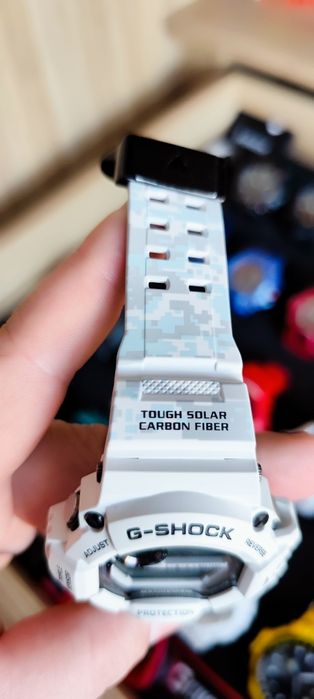 TOUGH SOLAR
CARBON FIBER
G-SHOCK
ADJUST
REVERSE
PROTECTION